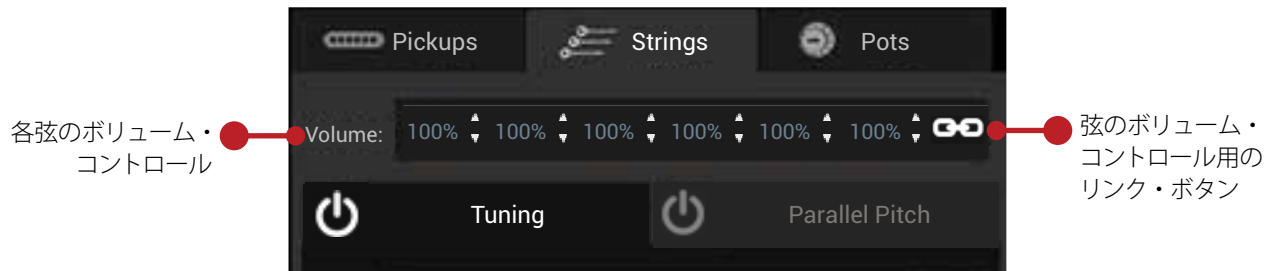 Pickups Strings Pots
各弦のボリューム・
コントロール
Volume: 100% 100% 100% 100% 100% 100%
弦のボリューム・
コントロール用の
リンク・ボタン
Tuning Parallel Pitch